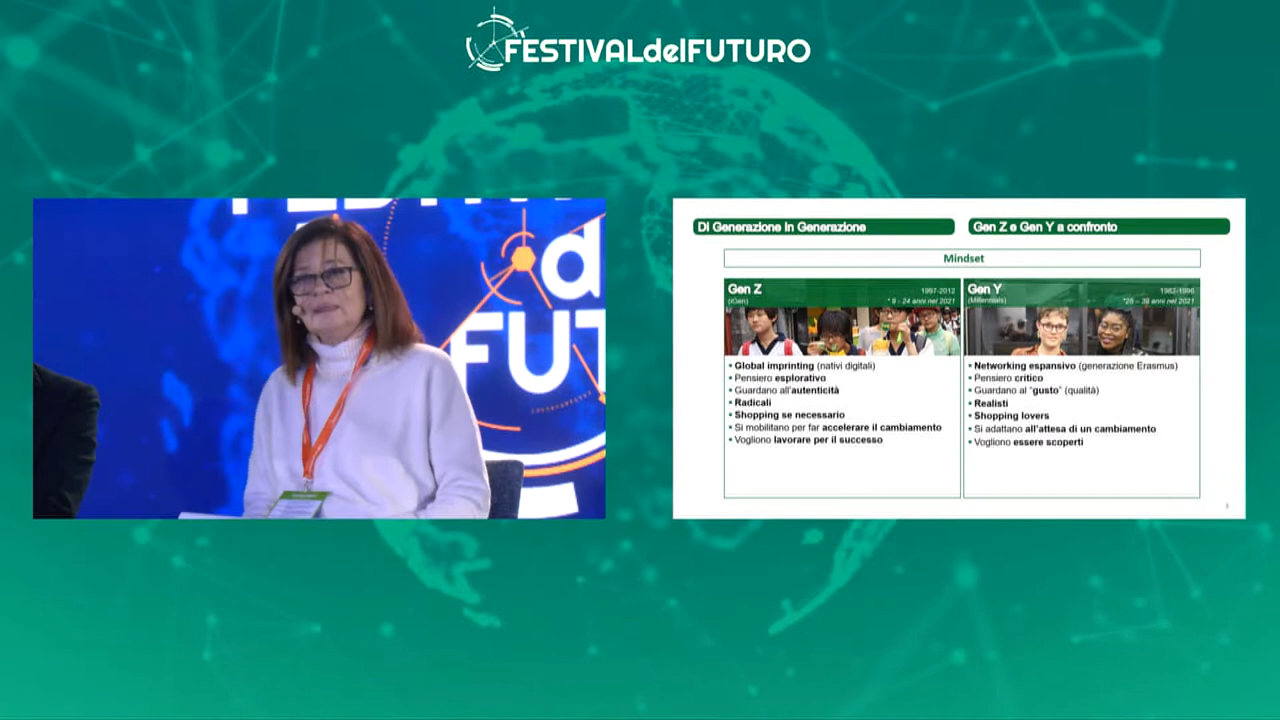 FESTIVALdelFUTURO
d
FUT
Di Generazione in Generazione
Gen Z e Gen Y a confronto
Mindset
Gen Z
1997-2012
(iGen)
* 9 - 24 anni nel 2021
• Global imprinting (nativi digitali)
• Pensiero esplorativo
• Guardano all'autenticità
• Radicali
• Shopping se necessario
• Si mobilitano per far accelerare il cambiamento
• Vogliono lavorare per il successo
Gen Y
1982-1996
(Millennials)
*25 – 39 anni nel 2021
• Networking espansivo (generazione Erasmus)
• Pensiero critico
• Guardano al "gusto" (qualità)
• Realisti
• Shopping lovers
• Si adattano all'attesa di un cambiamento
• Vogliono essere scoperti